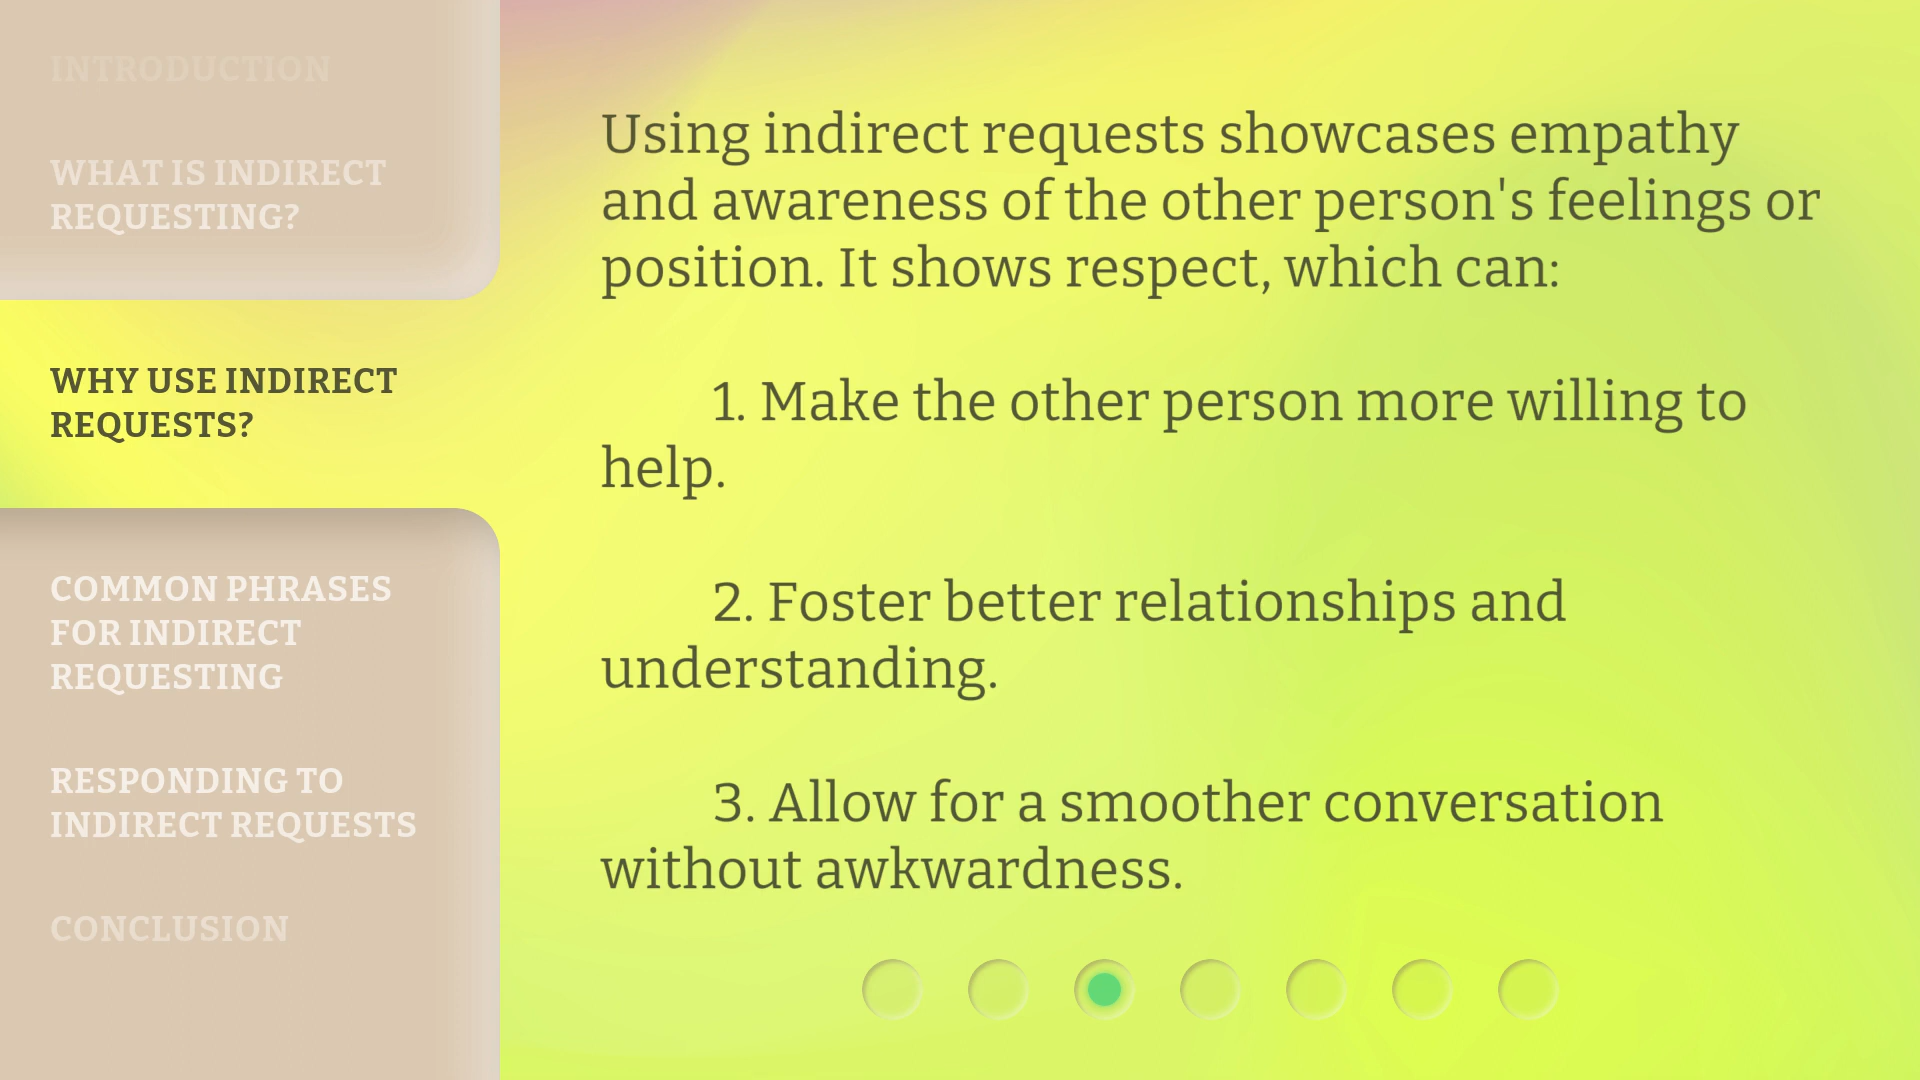 INTRODUCTION
WHAT IS INDIRECT
REQUESTING?
WHY USE INDIRECT
REQUESTS?
COMMON PHRASES
FOR INDIRECT
REQUESTING
RESPONDING TO
INDIRECT REQUESTS
CONCLUSION
Using indirect requests showcases empathy
and awareness of the other person's feelings or
position. It shows respect, which can:
1. Make the other person more willing to
help.
2. Foster better relationships and
understanding.
3. Allow for a smoother conversation
without awkwardness.